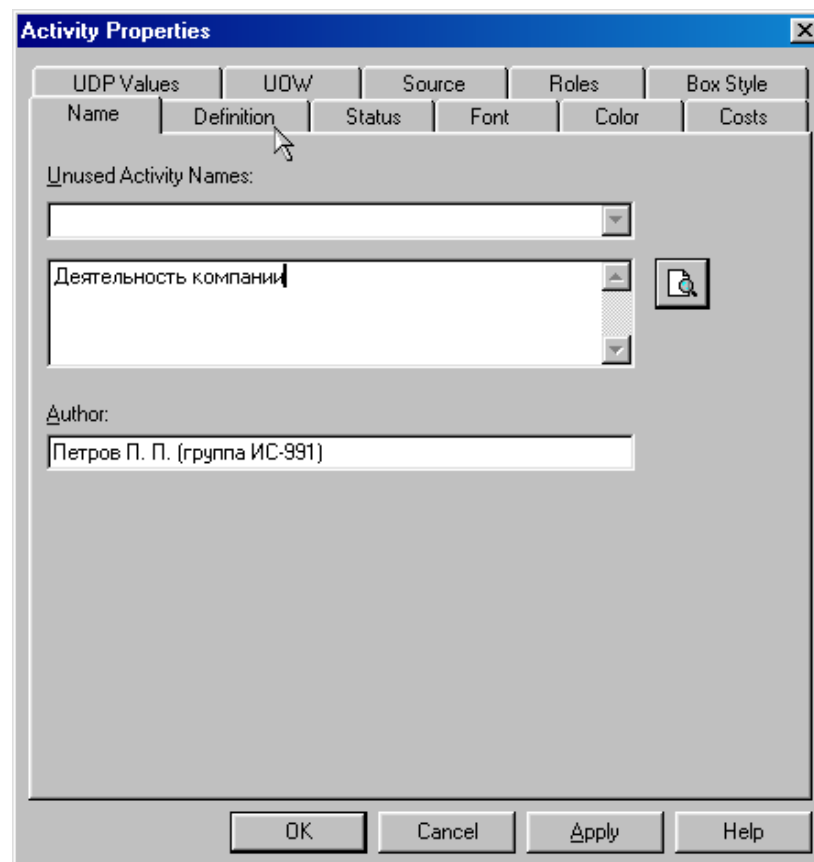 Activity Properties
UDP Values UOW Source Roles Box Style
Name Definition Status Font Color Costs
Unused Activity Names:
Деятельность компании
Author:
Петров П. П. (группа ИС-991)
OK Cancel Apply Help